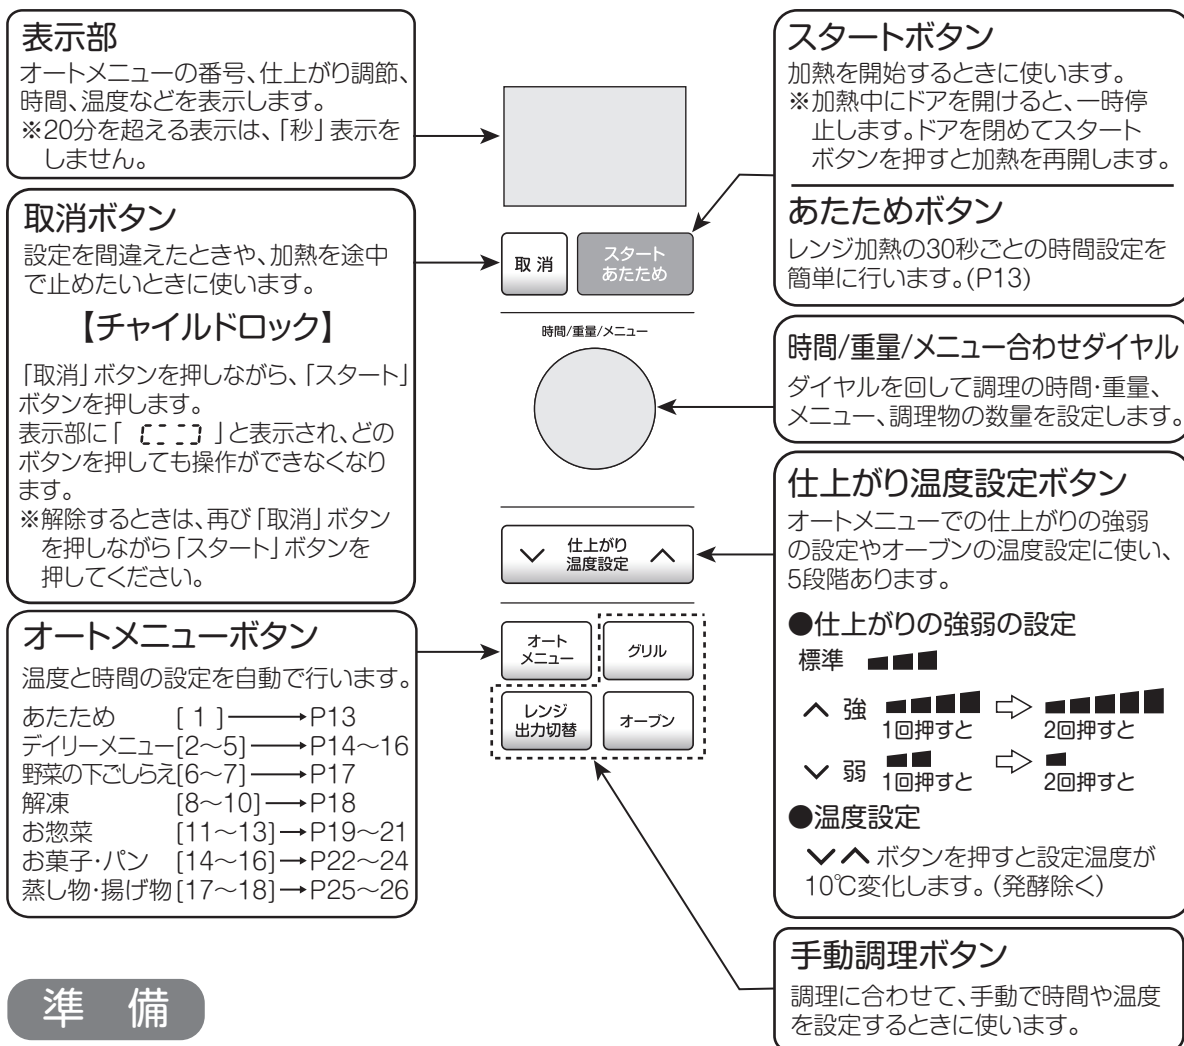 表示部
オートメニューの番号、仕上がり調節、
時間、温度などを表示します。
※20分を超える表示は、「秒」表示を
しません。
取消ボタン
設定を間違えたときや、加熱を途中
で止めたいときに使います。
【チャイルドロック】
「取消」ボタンを押しながら、「スタート」
ボタンを押します。
表示部に「 」と表示され、どの
ボタンを押しても操作ができなくなり
ます。
※解除するときは、再び「取消」ボタン
を押しながら「スタート」ボタンを
押してください。
オートメニューボタン
温度と時間の設定を自動で行います。
あたため [ 1 ]→P13
デイリーメニュー[2～5]→P14～16
野菜の下ごしらえ[6～7]→P17
解凍 [8～10]→P18
お惣菜 [11～13]→P19～21
お菓子・パン [14～16]→P22～24
蒸し物・揚げ物[17～18]→P25～26
準 備
取 消
スタート
あたため
時間/重量/メニュー
仕上がり
温度設定
オート
メニュー
グリル
レンジ
出力切替
オーブン
スタートボタン
加熱を開始するときに使います。
※加熱中にドアを開けると、一時停
止します。ドアを閉めてスタート
ボタンを押すと加熱を再開します。
あたためボタン
レンジ加熱の30秒ごとの時間設定を
簡単に行います。(P13)
時間/重量/メニュー合わせダイヤル
ダイヤルを回して調理の時間・重量、
メニュー、調理物の数量を設定します。
仕上がり温度設定ボタン
オートメニューでの仕上がりの強弱
の設定やオーブンの温度設定に使い、
5段階あります。
●仕上がりの強弱の設定
標準
強 1回押すと 2回押すと
弱 1回押すと 2回押すと
●温度設定
ボタンを押すと設定温度が
10℃変化します。(発酵除く)
手動調理ボタン
調理に合わせて、手動で時間や温度
を設定するときに使います。